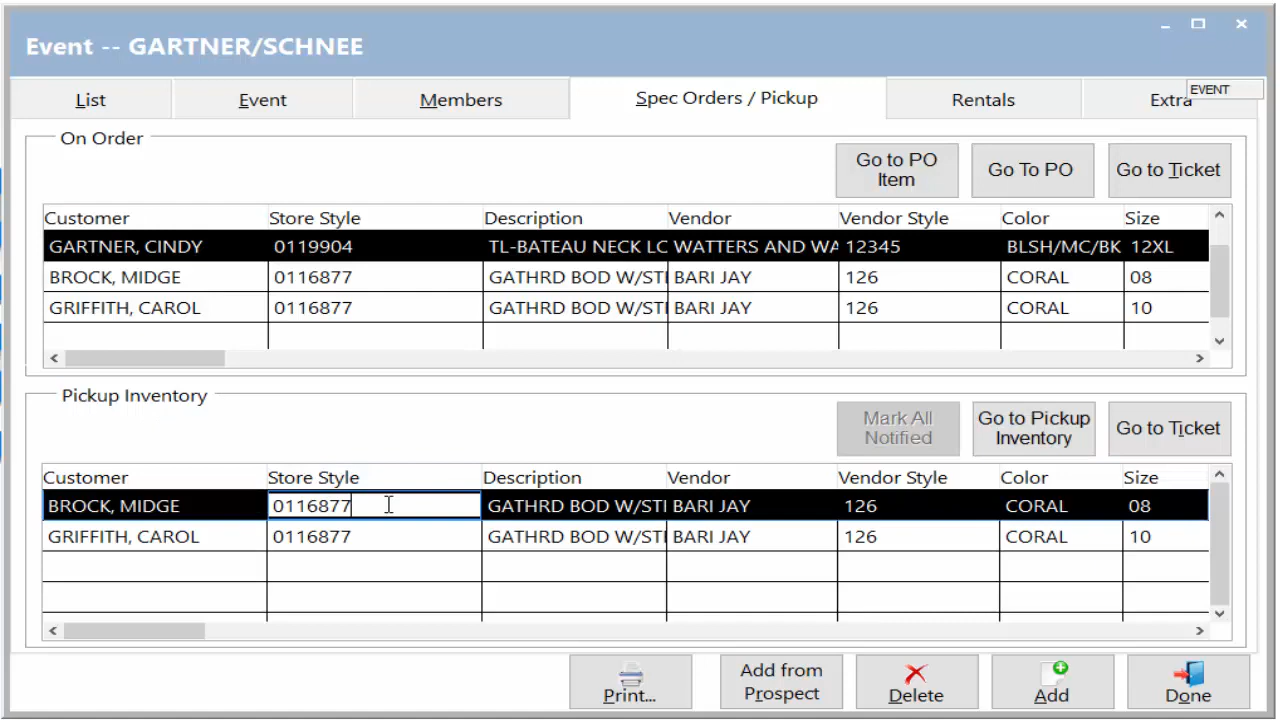 Event -- GARTNER/SCHNEE
List Event Members Spec Orders / Pickup Rentals Extra EVENT
On Order
Go to PO Item Go To PO Go to Ticket
Customer Store Style Description Vendor Vendor Style Color Size
GARTNER, CINDY 0119904 TL-BATEAU NECK LC WATTERS AND WA 12345 BLSH/MC/BK 12XL
BROCK, MIDGE 0116877 GATHRD BOD W/STI BARI JAY 126 CORAL 08
GRIFFITH, CAROL 0116877 GATHRD BOD W/STI BARI JAY 126 CORAL 10
Pickup Inventory
Mark All Notified Go to Pickup Inventory Go to Ticket
Customer Store Style Description Vendor Vendor Style Color Size
BROCK, MIDGE 0116877 GATHRD BOD W/STI BARI JAY 126 CORAL 08
GRIFFITH, CAROL 0116877 GATHRD BOD W/STI BARI JAY 126 CORAL 10
Print... Add from Prospect Delete Add Done